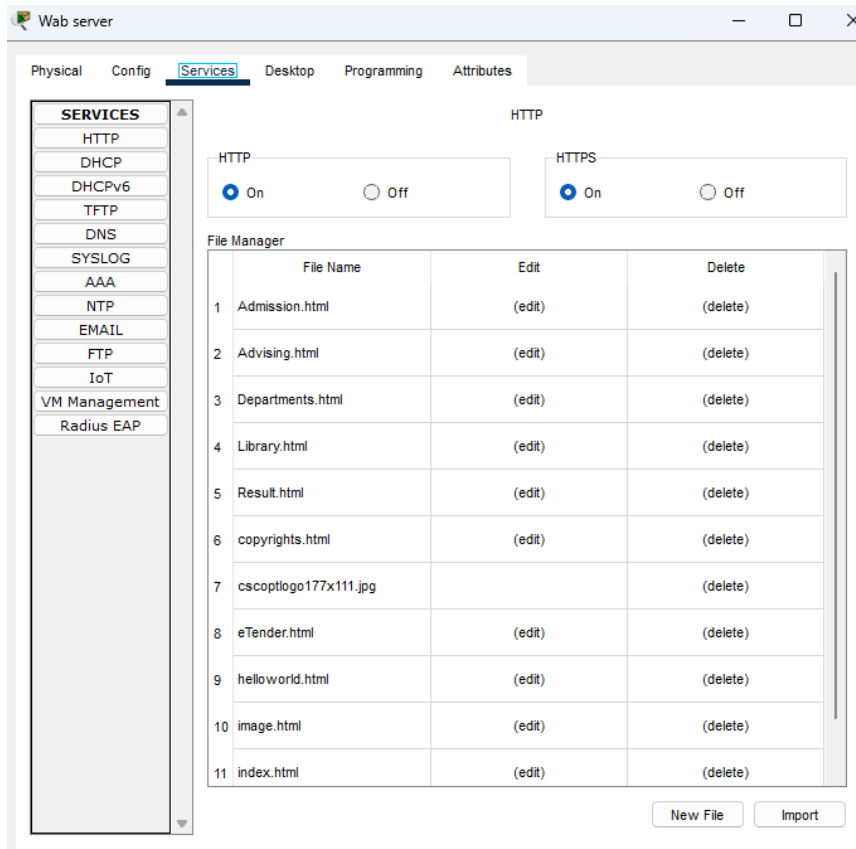 Wab server
Physical Config Services Desktop Programming Attributes
SERVICES
HTTP
DHCP
DHCPv6
TFTP
DNS
SYSLOG
AAA
NTP
EMAIL
FTP
IoT
VM Management
Radius EAP
HTTP
HTTP
On Off
HTTPS
On Off
File Manager
File Name Edit Delete
1 Admission.html (edit) (delete)
2 Advising.html (edit) (delete)
3 Departments.html (edit) (delete)
4 Library.html (edit) (delete)
5 Result.html (edit) (delete)
6 copyrights.html (edit) (delete)
7 cscoptlogo177x111.jpg (delete)
8 eTender.html (edit) (delete)
9 helloworld.html (edit) (delete)
10 image.html (edit) (delete)
11 index.html (edit) (delete)
New File Import